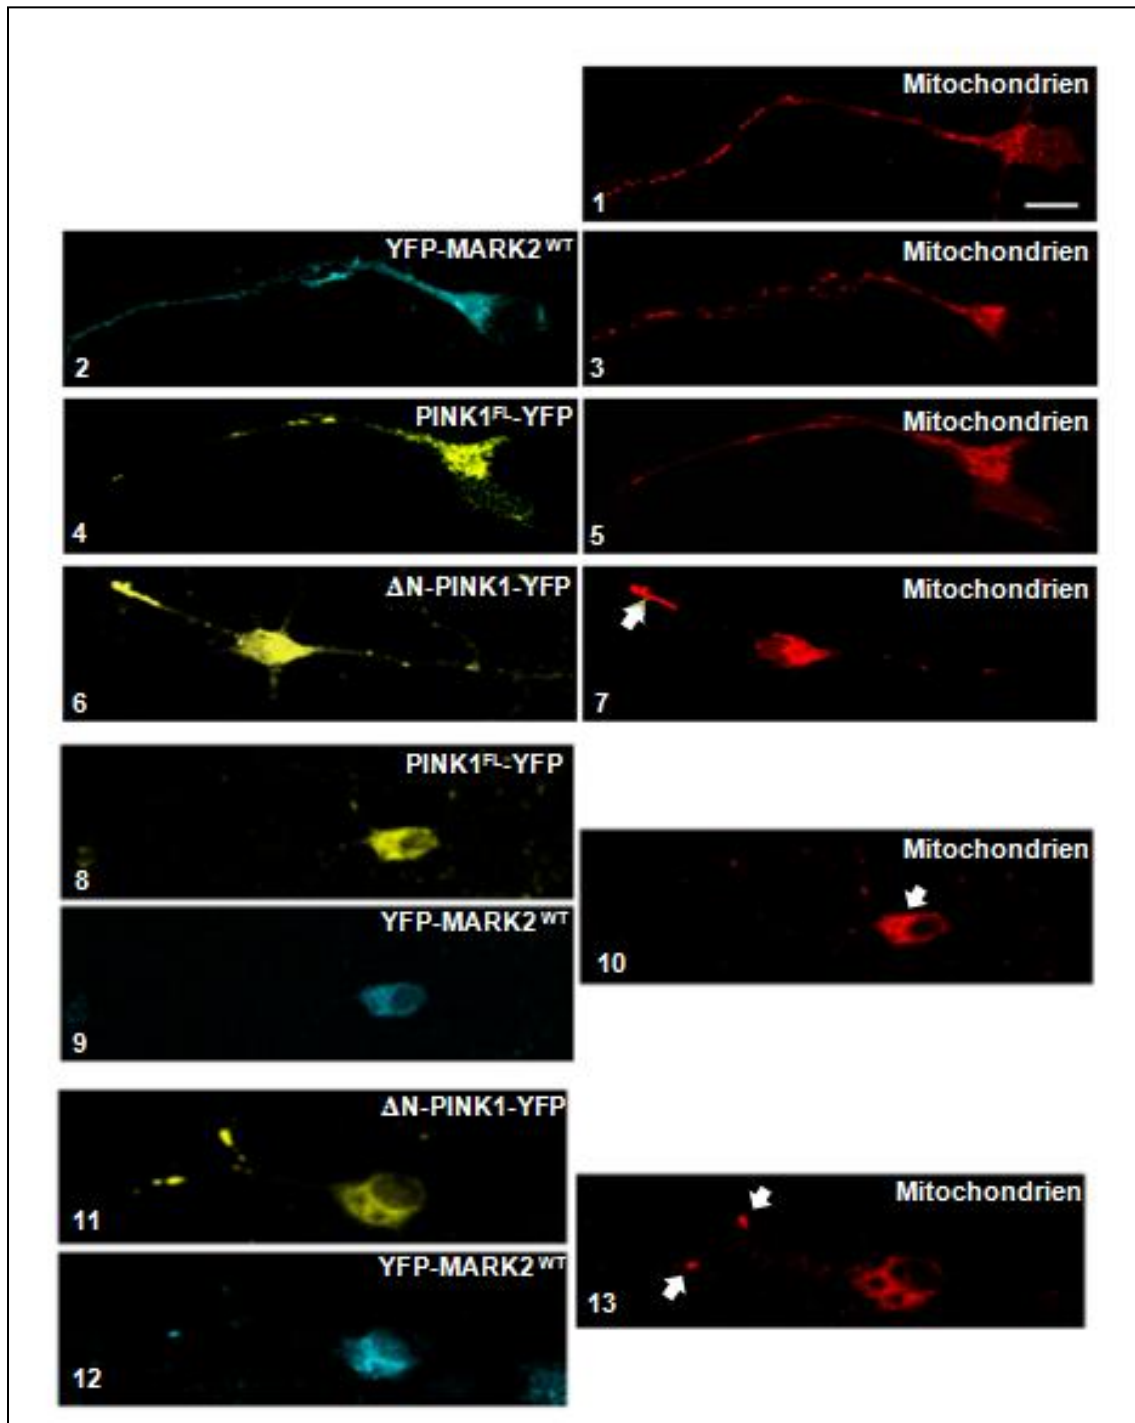 Mitochondrien
1
YFP-MARK2WT
2
Mitochondrien
3
PINK1FL-YFP
4
Mitochondrien
5
ΔN-PINK1-YFP
6
Mitochondrien
7
PINK1FL-YFP
8
YFP-MARK2WT
9
Mitochondrien
10
ΔN-PINK1-YFP
11
YFP-MARK2WT
12
Mitochondrien
13